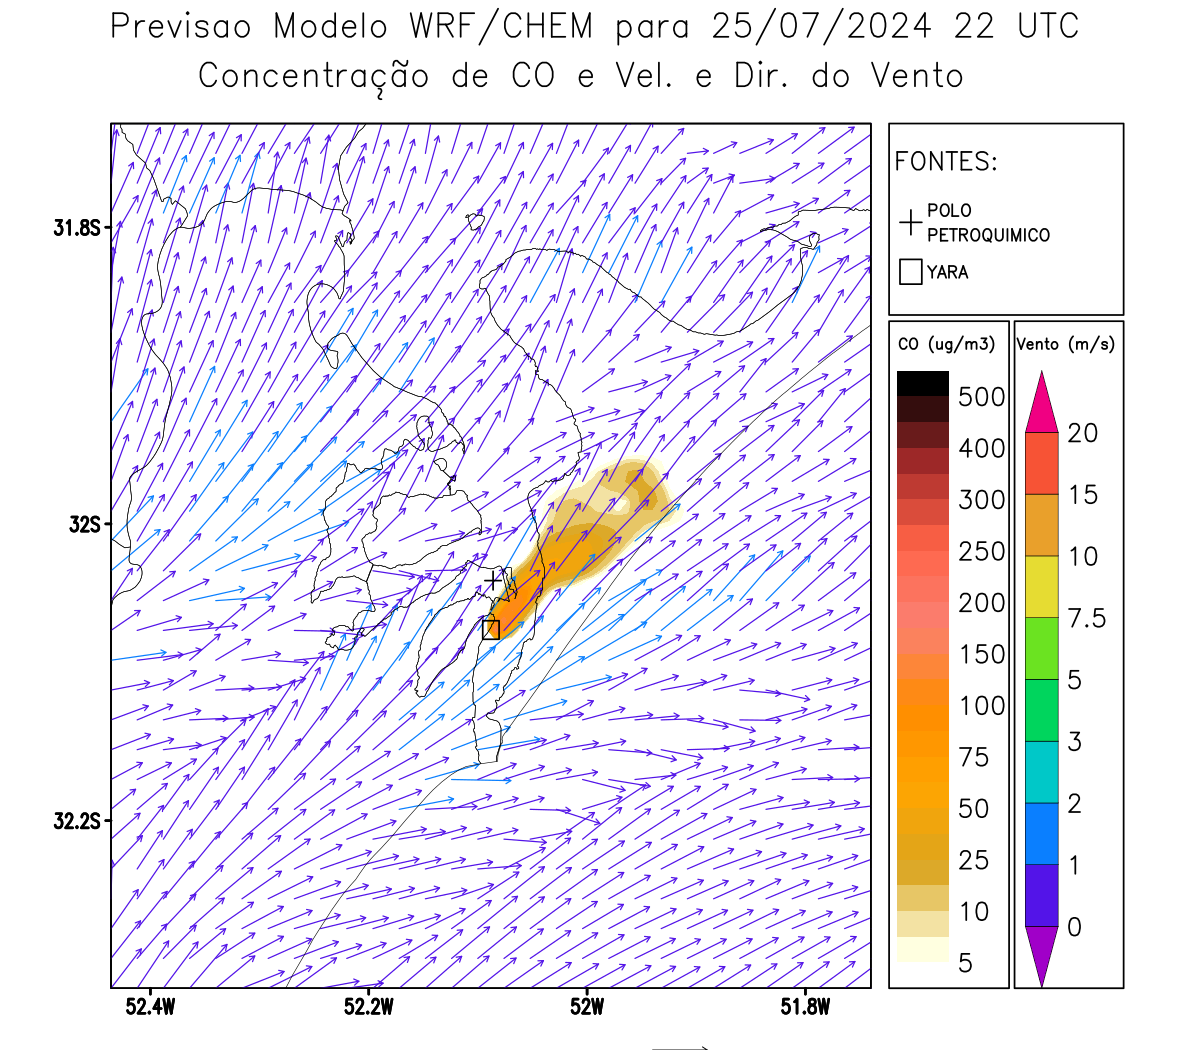 Previsao Modelo WRF/CHEM para 25/07/2024 22 UTC
Concentração de CO e Vel. e Dir. do Vento
FONTES:
POLO
PETROQUIMICO
YARA
CO (ug/m3)
500
400
300
250
200
150
100
75
50
25
10
5
Vento (m/s)
20
15
10
7.5
5
3
2
1
0
31.8S
32S
32.2S
52.4W
52.2W
52W
51.8W